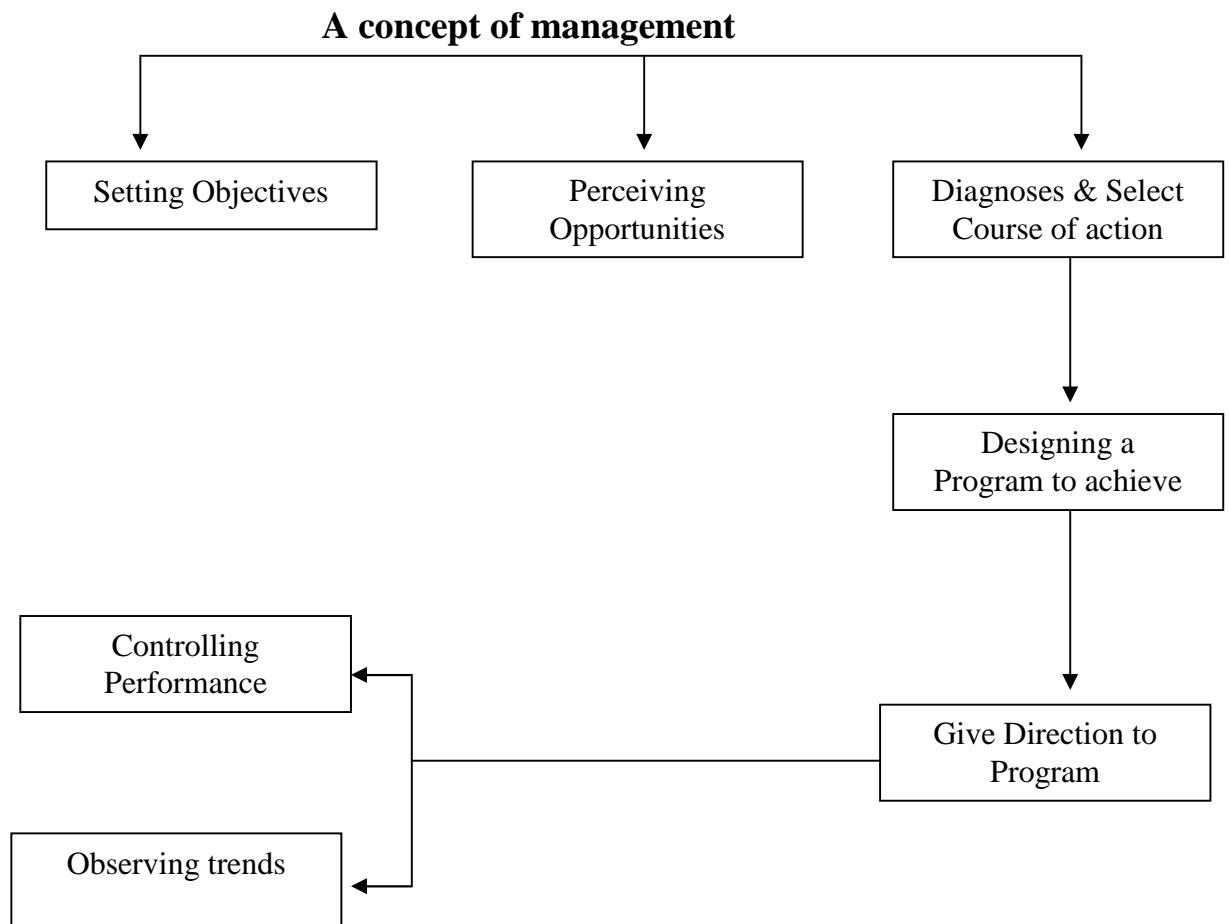 A concept of management
Setting Objectives
Perceiving
Opportunities
Diagnoses & Select
Course of action
Designing a
Program to achieve
Controlling
Performance
Give Direction to
Program
Observing trends